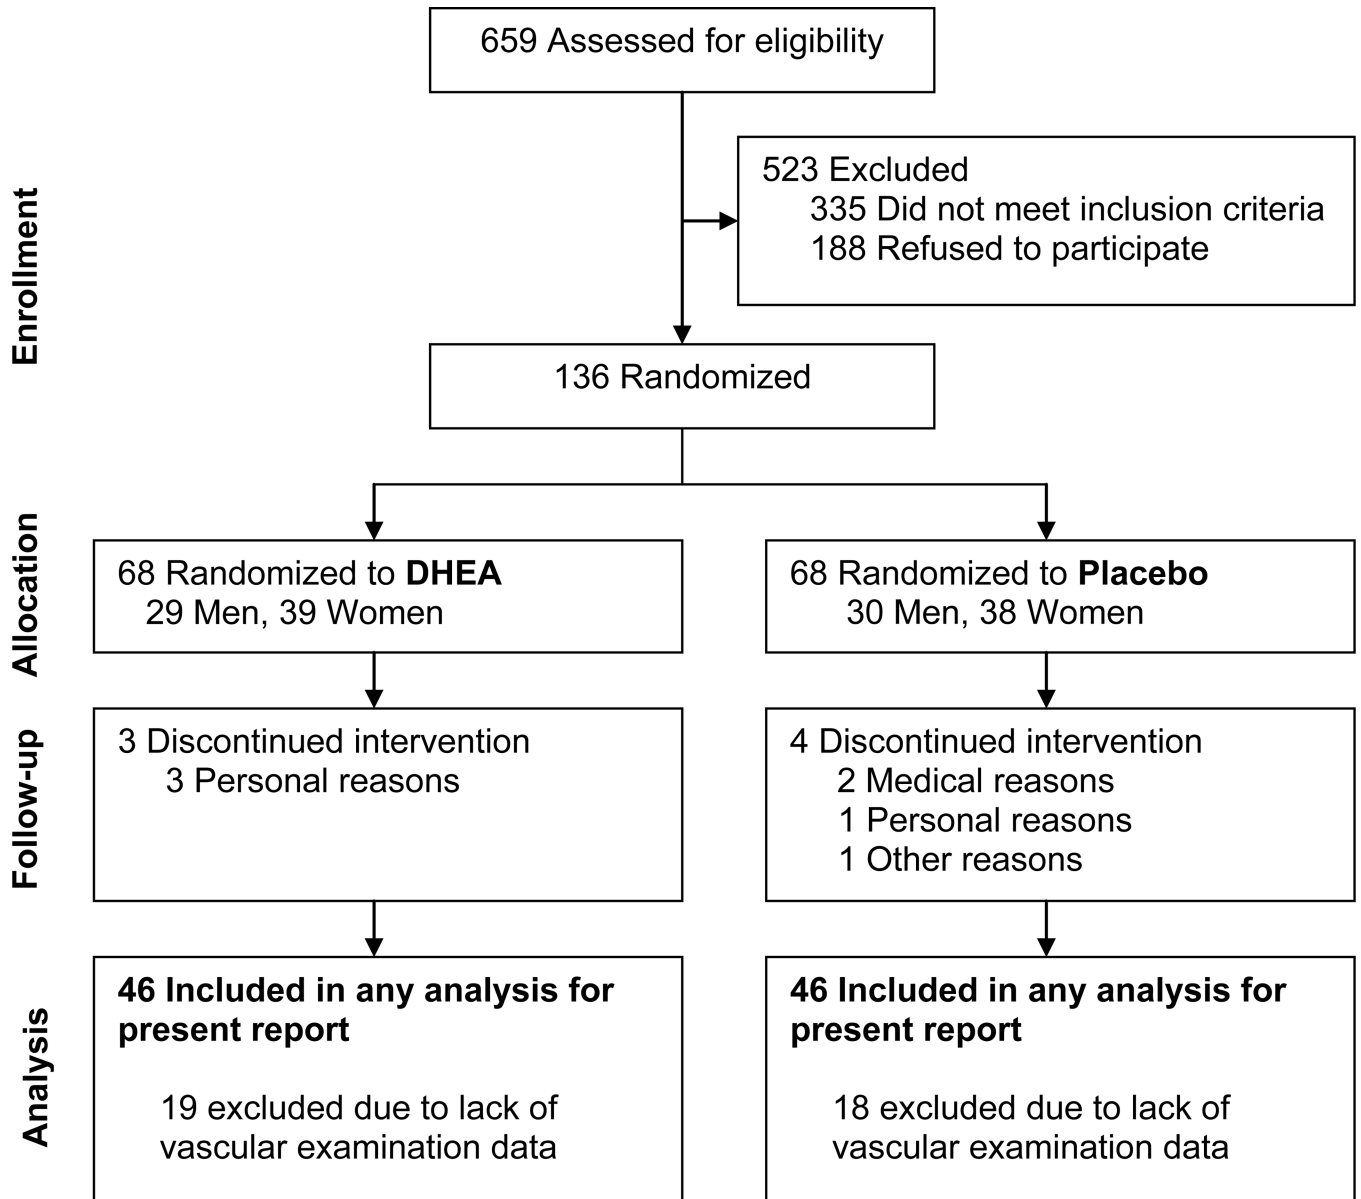 659 Assessed for eligibility
523 Excluded
335 Did not meet inclusion criteria
188 Refused to participate
Enrollment
136 Randomized
Allocation
68 Randomized to DHEA
29 Men, 39 Women
68 Randomized to Placebo
30 Men, 38 Women
Follow-up
3 Discontinued intervention
3 Personal reasons
4 Discontinued intervention
2 Medical reasons
1 Personal reasons
1 Other reasons
Analysis
46 Included in any analysis for
present report
19 excluded due to lack of
vascular examination data
46 Included in any analysis for
present report
18 excluded due to lack of
vascular examination data